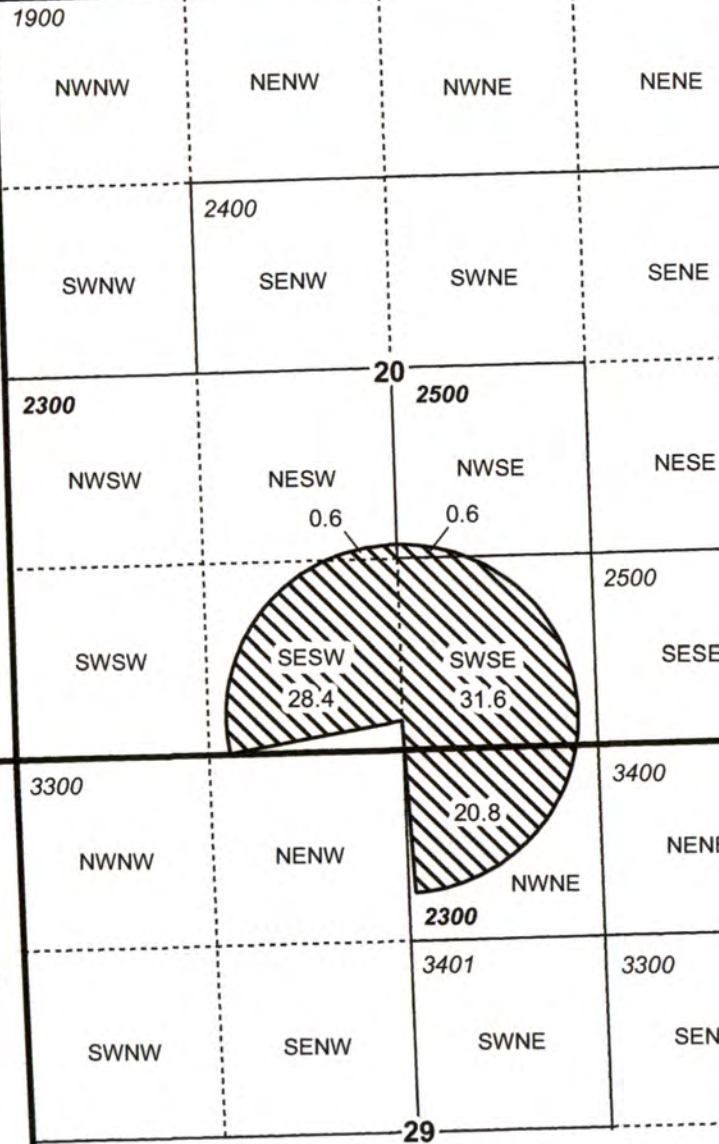 1900
NWNW NENW NWNE NENE
2400
SWNW SENW SWNE SENE
20
2300 2500
NWSW NESW NWSE NESE
0.6 0.6
2500
SWSW SESW SWSE SESE
28.4 31.6
3300 3400
20.8
NWNW NENW NWNE NENE
2300
3401 3300
SWNW SENW SWNE SEN
29